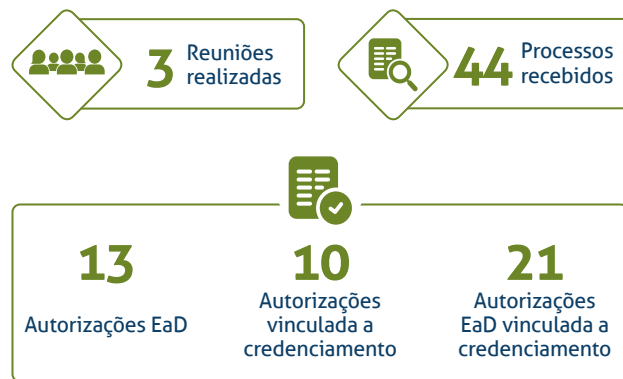 3 Reuniões
realizadas
44 Processos
recebidos
13
Autorizações EaD
10
Autorizações
vinculada a
credenciamento
21
Autorizações
EaD vinculada a
credenciamento